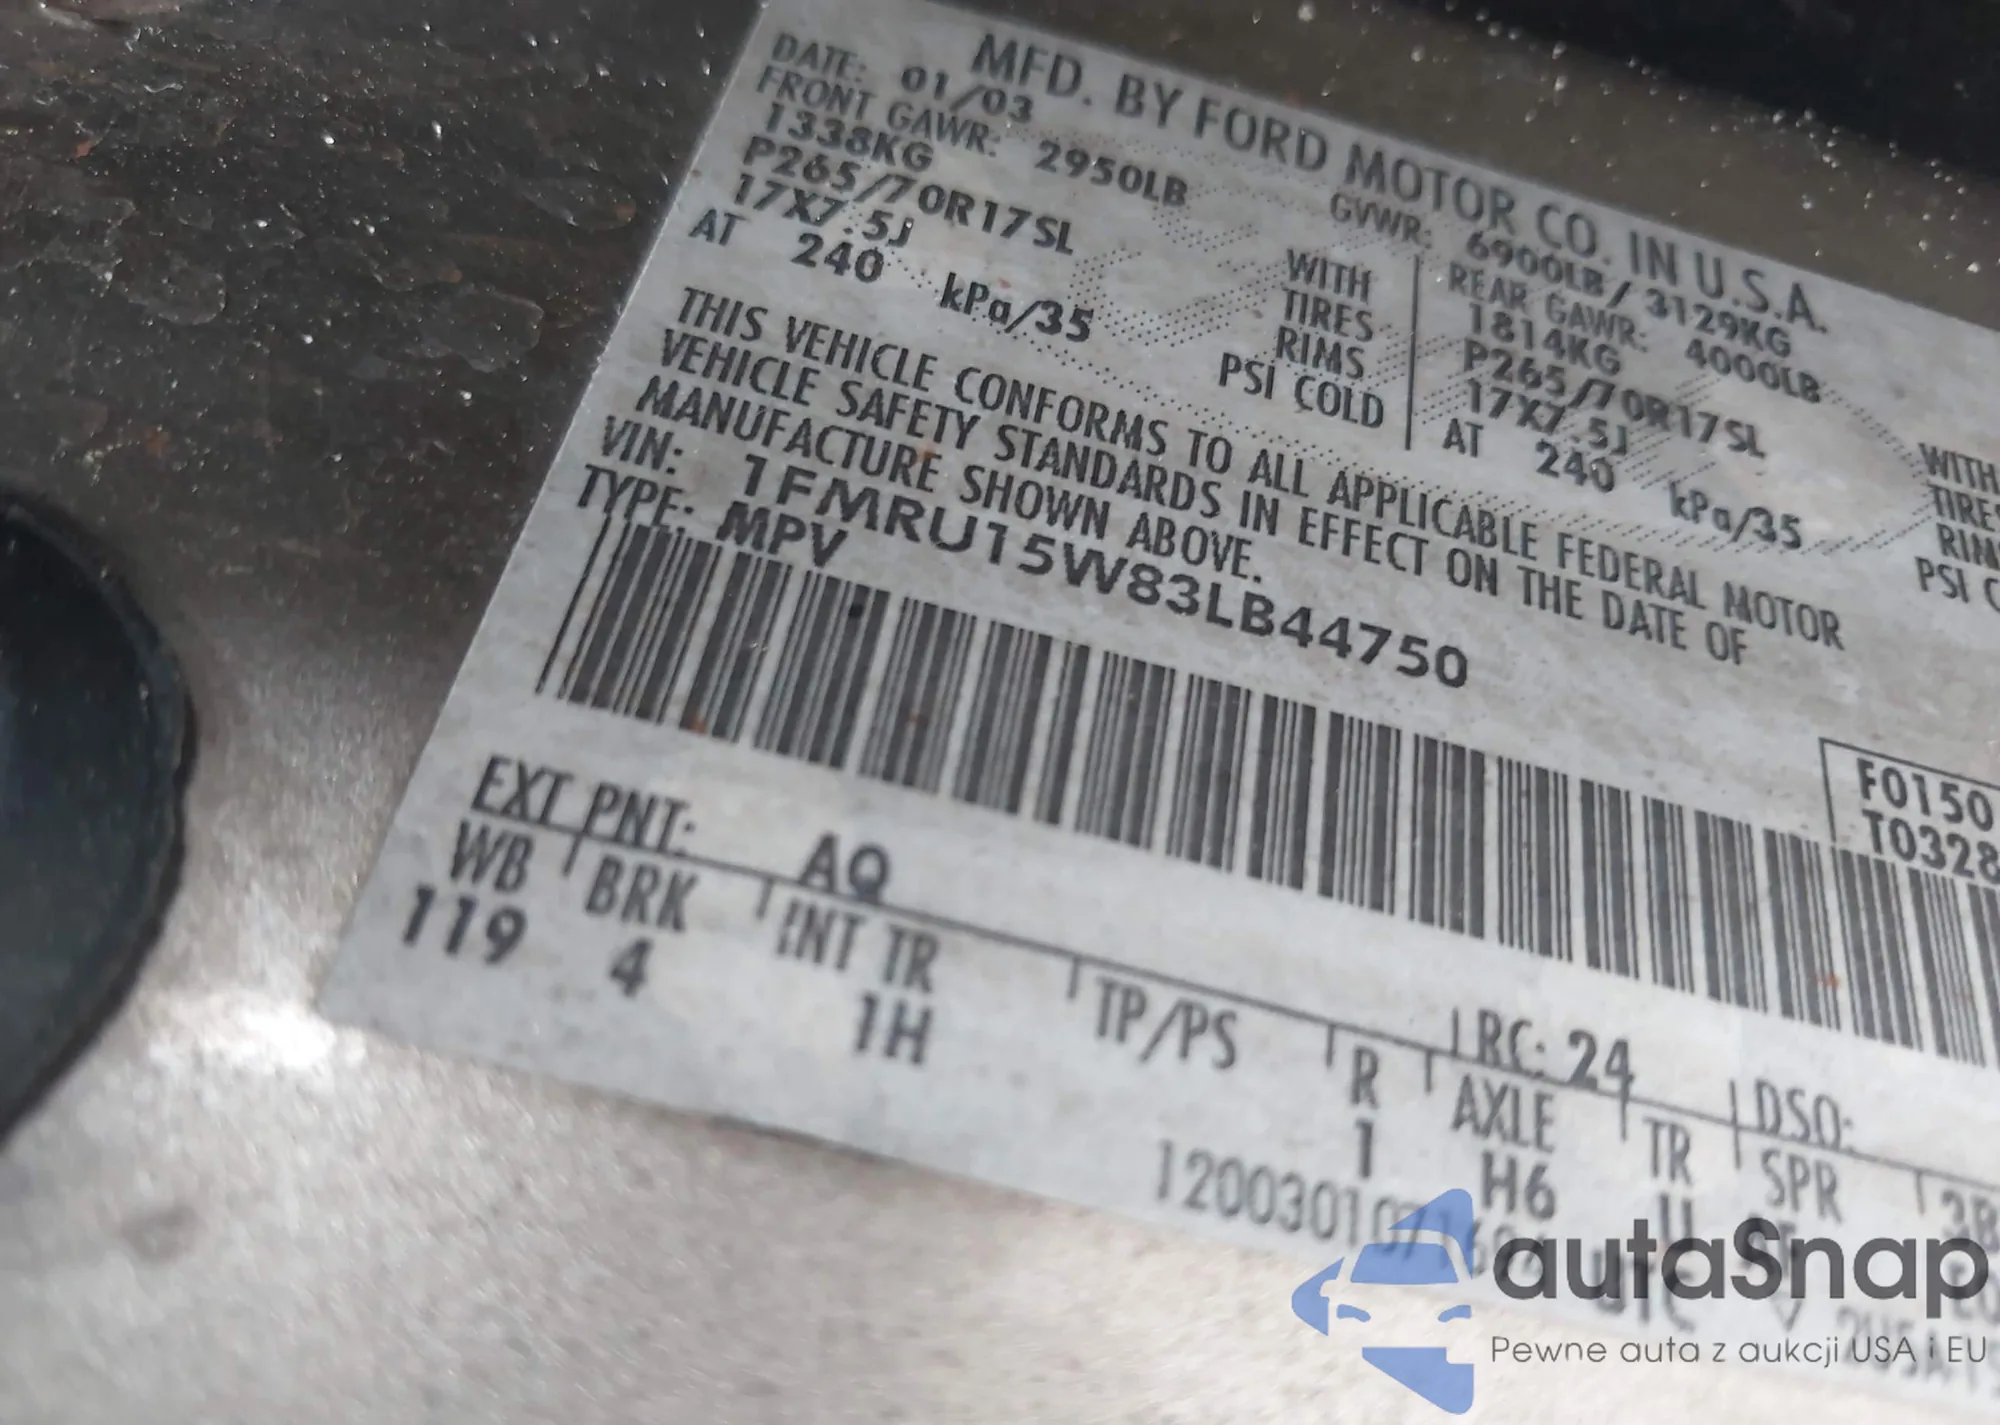 MFD. BY FORD MOTOR CO. IN U.S.A.
DATE: 01/03 GVWR: 6900LB/3129KG
FRONT GAWR: 2950LB REAR GAWR: 4000LB
1338KG WITH 1814KG WITH
P265/70R17SL TIRES P265/70R17SL TIRES
17X7.5J RIMS 17X7.5J RIM
AT 240 kPa/35 PSI COLD AT 240 kPa/35 PSI C
THIS VEHICLE CONFORMS TO ALL APPLICABLE FEDERAL MOTOR
VEHICLE SAFETY STANDARDS IN EFFECT ON THE DATE OF
MANUFACTURE SHOWN ABOVE.
VIN: 1FMRU15W83LB44750
TYPE: MPV
F0150
T0328
EXT PNT: AQ RC: 24 DSO:
WB BRK INT TR TP/PS R AXLE TR SPR
119 4 1H 1 H6 U
autaSnap
Pewne auta z aukcji USA i EU